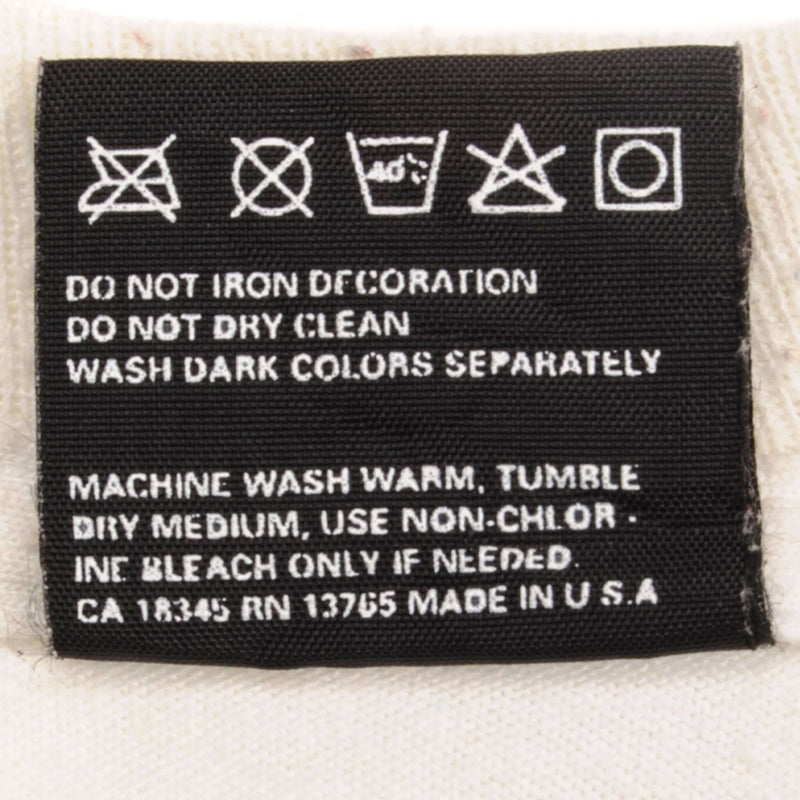 40°c
DO NOT IRON DECORATION
DO NOT DRY CLEAN
WASH DARK COLORS SEPARATELY
MACHINE WASH WARM, TUMBLE
DRY MEDIUM, USE NON-CHLOR -
INE BLEACH ONLY IF NEEDED.
CA 18345 RN 13765 MADE IN U S.A